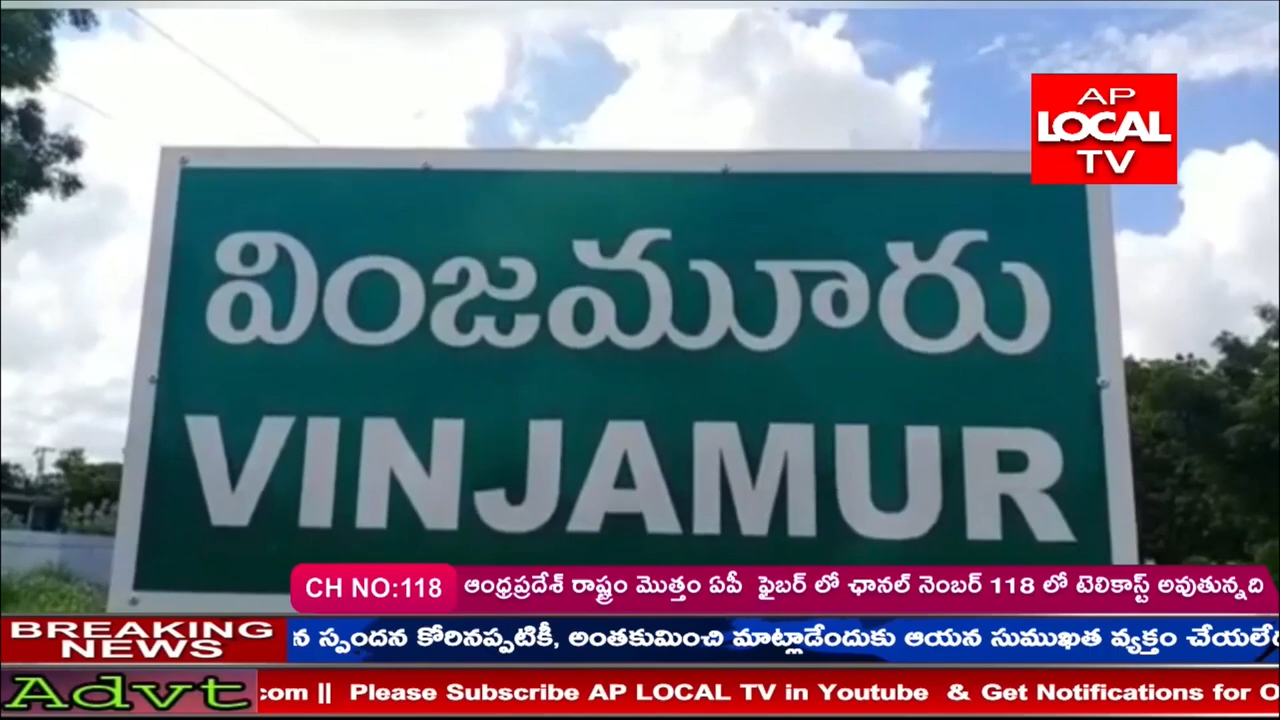 AP
LOCAL
TV
వింజమూరు
VINJAMUR
CH NO:118 ఆంధ్రప్రదేశ్ రాష్ట్రం మొత్తం ఏపీ ఫైబర్ లో ఛానల్ నెంబర్ 118 లో టెలికాస్ట్ అవుతున్నది
BREAKING
NEWS
న స్పందన కోరినప్పటికీ, అంతకుమించి మాట్లాడేందుకు ఆయన సుముఖత వ్యక్తం చేయలే
Advt
.com || Please Subscribe AP LOCAL TV in Youtube & Get Notifications for